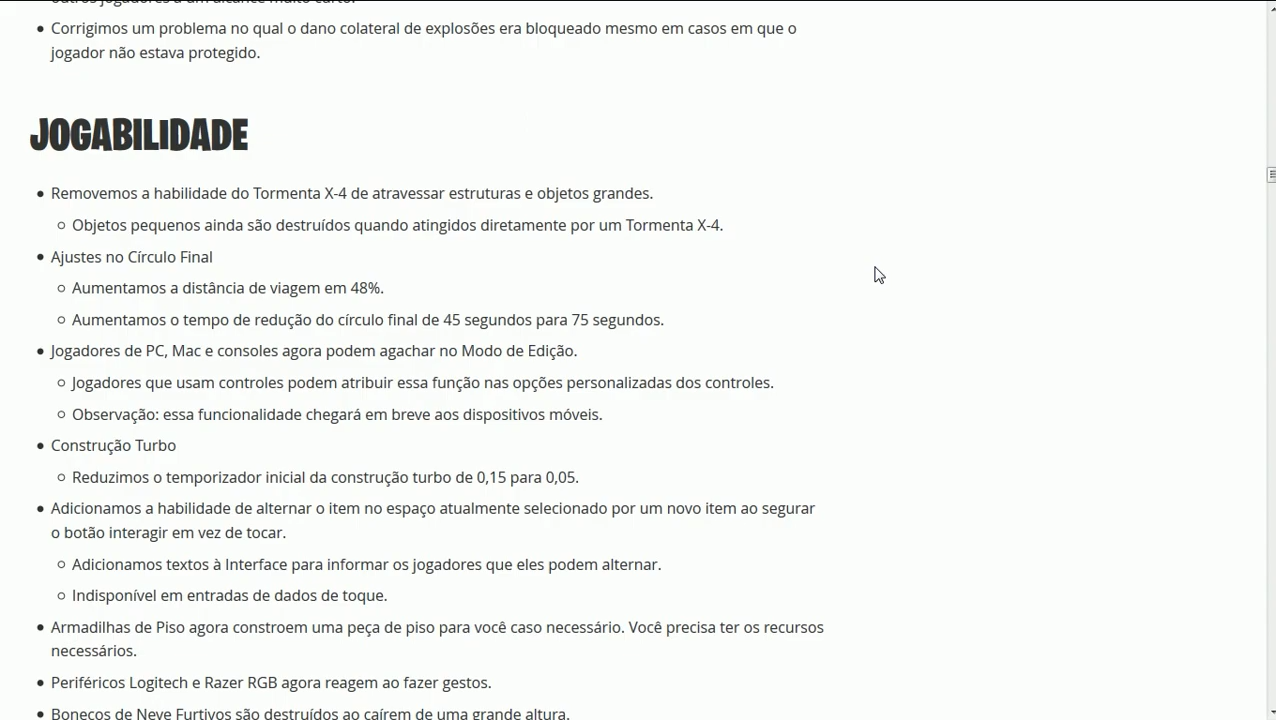 outros jogadores a um alcance muito curto.
Corrigimos um problema no qual o dano colateral de explosões era bloqueado mesmo em casos em que o
jogador não estava protegido.
JOGABILIDADE
Removemos a habilidade do Tormenta X-4 de atravessar estruturas e objetos grandes.
Objetos pequenos ainda são destruídos quando atingidos diretamente por um Tormenta X-4.
Ajustes no Círculo Final
Aumentamos a distância de viagem em 48%.
Aumentamos o tempo de redução do círculo final de 45 segundos para 75 segundos.
Jogadores de PC, Mac e consoles agora podem agachar no Modo de Edição.
Jogadores que usam controles podem atribuir essa função nas opções personalizadas dos controles.
Observação: essa funcionalidade chegará em breve aos dispositivos móveis.
Construção Turbo
Reduzimos o temporizador inicial da construção turbo de 0,15 para 0,05.
Adicionamos a habilidade de alternar o item no espaço atualmente selecionado por um novo item ao segurar
o botão interagir em vez de tocar.
Adicionamos textos à Interface para informar os jogadores que eles podem alternar.
Indisponível em entradas de dados de toque.
Armadilhas de Piso agora constroem uma peça de piso para você caso necessário. Você precisa ter os recursos
necessários.
Periféricos Logitech e Razer RGB agora reagem ao fazer gestos.
Bonecos de Neve Furtivos são destruídos ao caírem de uma grande altura.